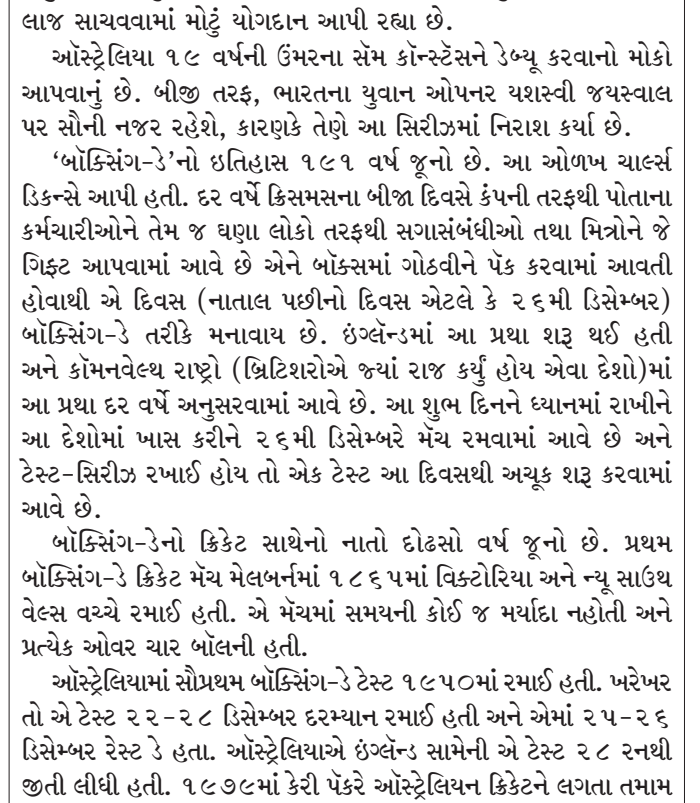 લાજ સાચવવામાં મોટું યોગદાન આપી રહ્યા છે.
ઑસ્ટ્રેલિયા ૧૯ વર્ષની ઉંમરના સૅમ કૉન્સ્ટૅસને ડેબ્યૂ કરવાનો મોકો
આપવાનું છે. બીજી તરફ, ભારતના યુવાન ઓપનર યશસ્વી જયસ્વાલ
પર સૌની નજર રહેશે, કારણકે તેણે આ સિરીઝમાં નિરાશ કર્યા છે.
‘બૉક્સિંગ-ડે’નો ઇતિહાસ ૧૯૧ વર્ષ જૂનો છે. આ ઓળખ ચાર્લ્સ
ડિકન્સે આપી હતી. દર વર્ષે ક્રિસમસના બીજા દિવસે કંપની તરફથી પોતાના
કર્મચારીઓને તેમ જ ઘણા લોકો તરફથી સગાસંબંધીઓ તથા મિત્રોને જે
ગિફ્ટ આપવામાં આવે છે એને બૉક્સમાં ગોઠવીને પૅક કરવામાં આવતી
હોવાથી એ દિવસ (નાતાલ પછીનો દિવસ એટલે કે ૨૬મી ડિસેમ્બર)
બૉક્સિંગ-ડે તરીકે મનાવાય છે. ઇંગ્લૅન્ડમાં આ પ્રથા શરૂ થઈ હતી
અને કૉમનવેલ્થ રાષ્ટ્રો (બ્રિટિશરોએ જ્યાં રાજ કર્યું હોય એવા દેશો)માં
આ પ્રથા દર વર્ષે અનુસરવામાં આવે છે. આ શુભ દિનને ધ્યાનમાં રાખીને
આ દેશોમાં ખાસ કરીને ૨૬મી ડિસેમ્બરે મૅચ રમવામાં આવે છે અને
ટેસ્ટ-સિરીઝ રખાઈ હોય તો એક ટેસ્ટ આ દિવસથી અચૂક શરૂ કરવામાં
આવે છે.
બૉક્સિંગ-ડેનો ક્રિકેટ સાથેનો નાતો દોઢસો વર્ષ જૂનો છે. પ્રથમ
બૉક્સિંગ-ડે ક્રિકેટ મૅચ મેલબર્નમાં ૧૮૬૫માં વિક્ટોરિયા અને ન્યૂ સાઉથ
વેલ્સ વચ્ચે રમાઈ હતી. એ મૅચમાં સમયની કોઈ જ મર્યાદા નહોતી અને
પ્રત્યેક ઓવર ચાર બૉલની હતી.
ઑસ્ટ્રેલિયામાં સૌપ્રથમ બૉક્સિંગ-ડે ટેસ્ટ ૧૯૫૦માં રમાઈ હતી. ખરેખર
તો એ ટેસ્ટ ૨૨-૨૮ ડિસેમ્બર દરમ્યાન રમાઈ હતી અને એમાં ૨૫-૨૬
ડિસેમ્બર રેસ્ટ ડે હતા. ઑસ્ટ્રેલિયાએ ઇંગ્લૅન્ડ સામેની એ ટેસ્ટ ૨૮ રનથી
જીતી લીધી હતી. ૧૯૭૯માં કેરી પૅકરે ઑસ્ટ્રેલિયન ક્રિકેટને લગતા તમામ